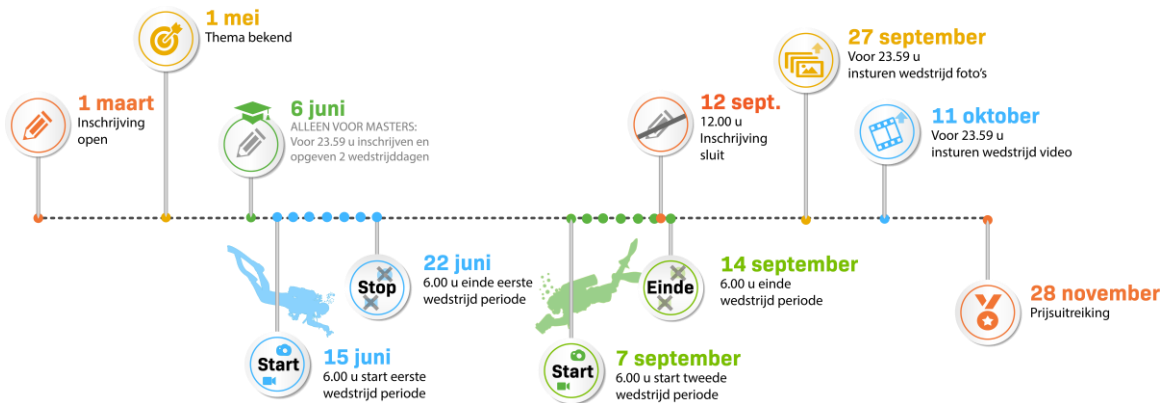 1 mei
Thema bekend
1 maart
Inschrijving
open
6 juni
ALLEEN VOOR MASTERS:
Voor 23.59 u inschrijven en
opgeven 2 wedstrijddagen
12 sept.
12.00 u
Inschrijving
sluit
27 september
Voor 23.59 u
insturen wedstrijd foto's
11 oktober
Voor 23.59 u
insturen wedstrijd video
Stop
22 juni
6.00 u einde eerste
wedstrijd periode
Einde
14 september
6.00 u einde
wedstrijd periode
28 november
Prijsuitreiking
Start
15 juni
6.00 u start eerste
wedstrijd periode
Start
7 september
6.00 u start tweede
wedstrijd periode